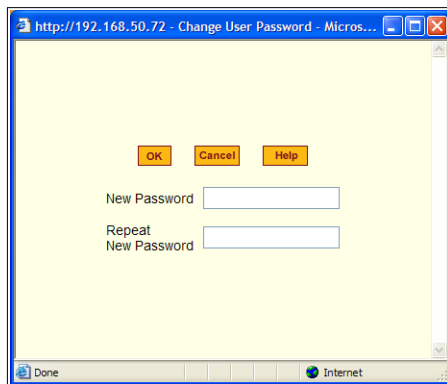 http://192.168.50.72 - Change User Password - Micros...
OK Cancel Help
New Password
Repeat
New Password
Done Internet